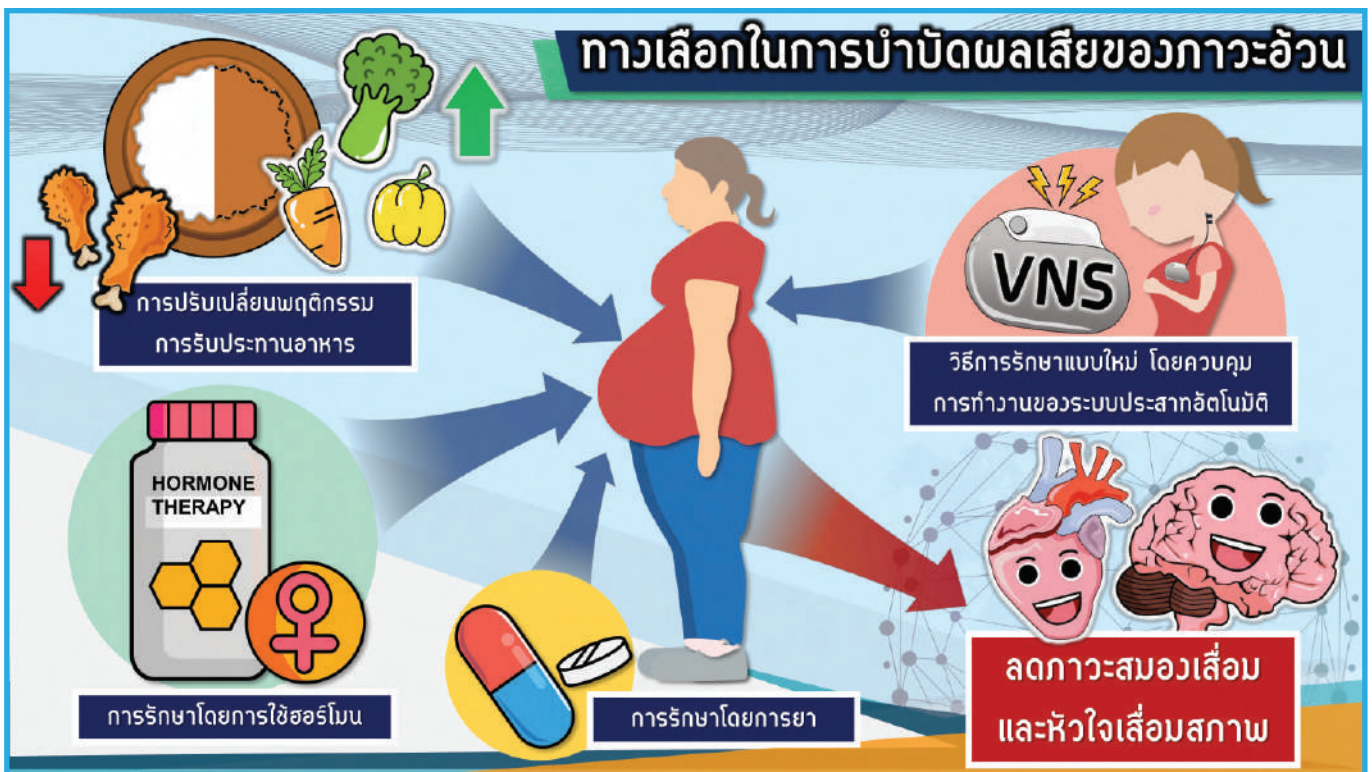 ทางเลือกในการบำบัดผลเสียของภาวะอ้วน
การปรับเปลี่ยนพฤติกรรม
การรับประทานอาหาร
VNS
วิธีการรักษาแบบใหม่ โดยควบคุม
การทำงานของระบบประสาทอัตโนมัติ
HORMONE
THERAPY
การรักษาโดยการใช้ฮอร์โมน
การรักษาโดยการยา
ลดภาวะสมองเสื่อม
และหัวใจเสื่อมสภาพ